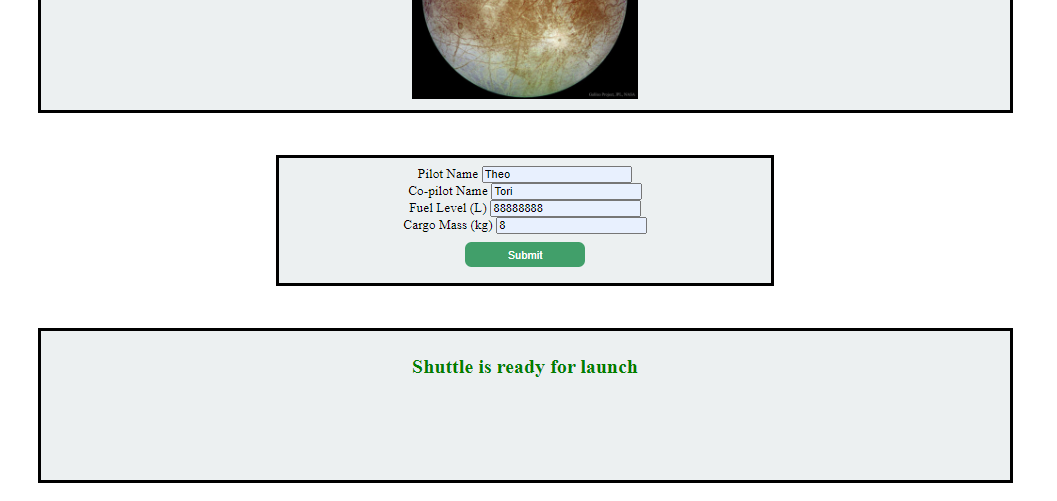 Pilot Name Theo
Co-pilot Name Tori
Fuel Level (L) 88888888
Cargo Mass (kg) 8
Submit
Shuttle is ready for launch